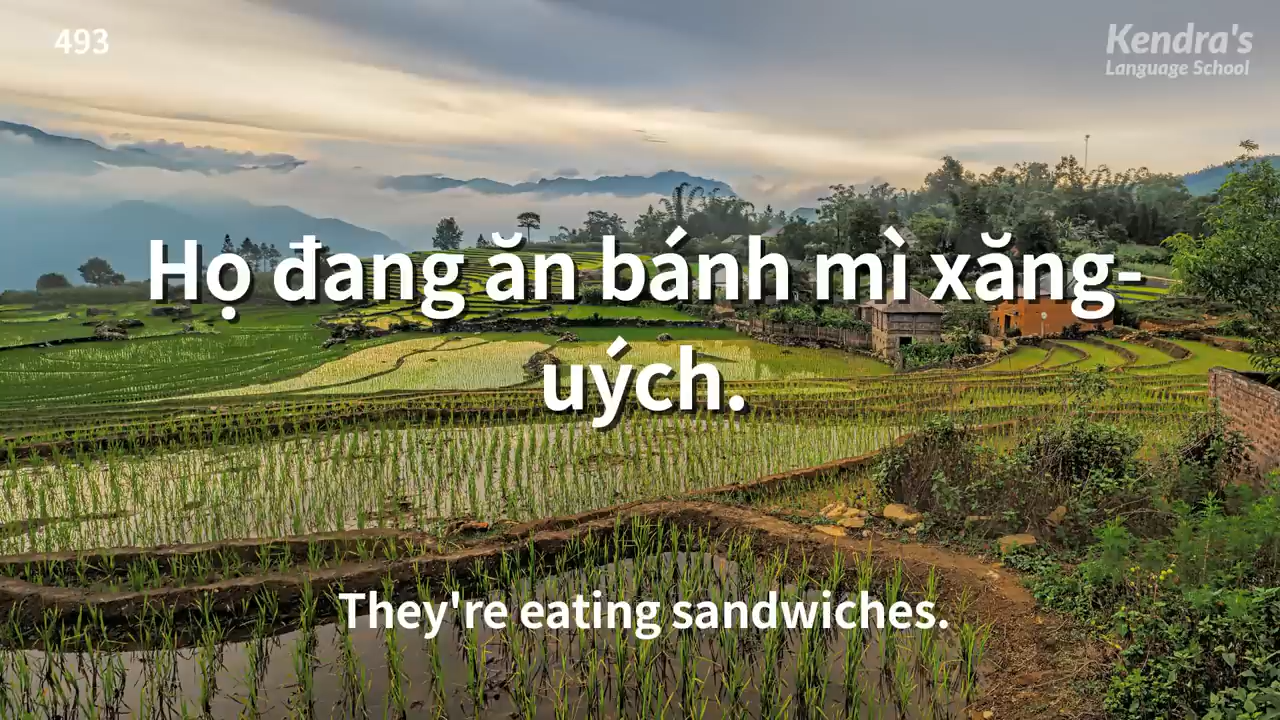 493
Kendra's
Language School
Họ đang ăn bánh mì xăng-
uých.
They're eating sandwiches.